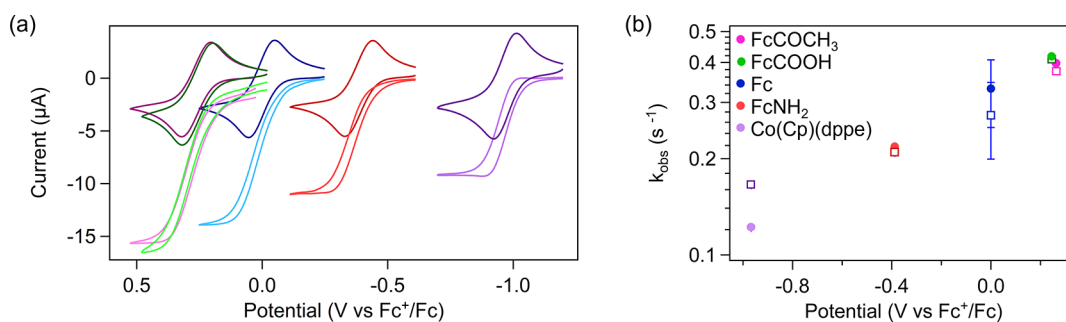 (a)
0
-5
-10
-15
Current (µA)
0.5
0.0
-0.5
-1.0
Potential (V vs Fc⁺/Fc)
(b)
FcCOCH₃
FcCOOH
Fc
FcNH₂
Co(Cp)(dppe)
0.5
0.4
0.3
0.2
0.1
kobs (s⁻¹)
-0.8
-0.4
0.0
Potential (V vs Fc⁺/Fc)